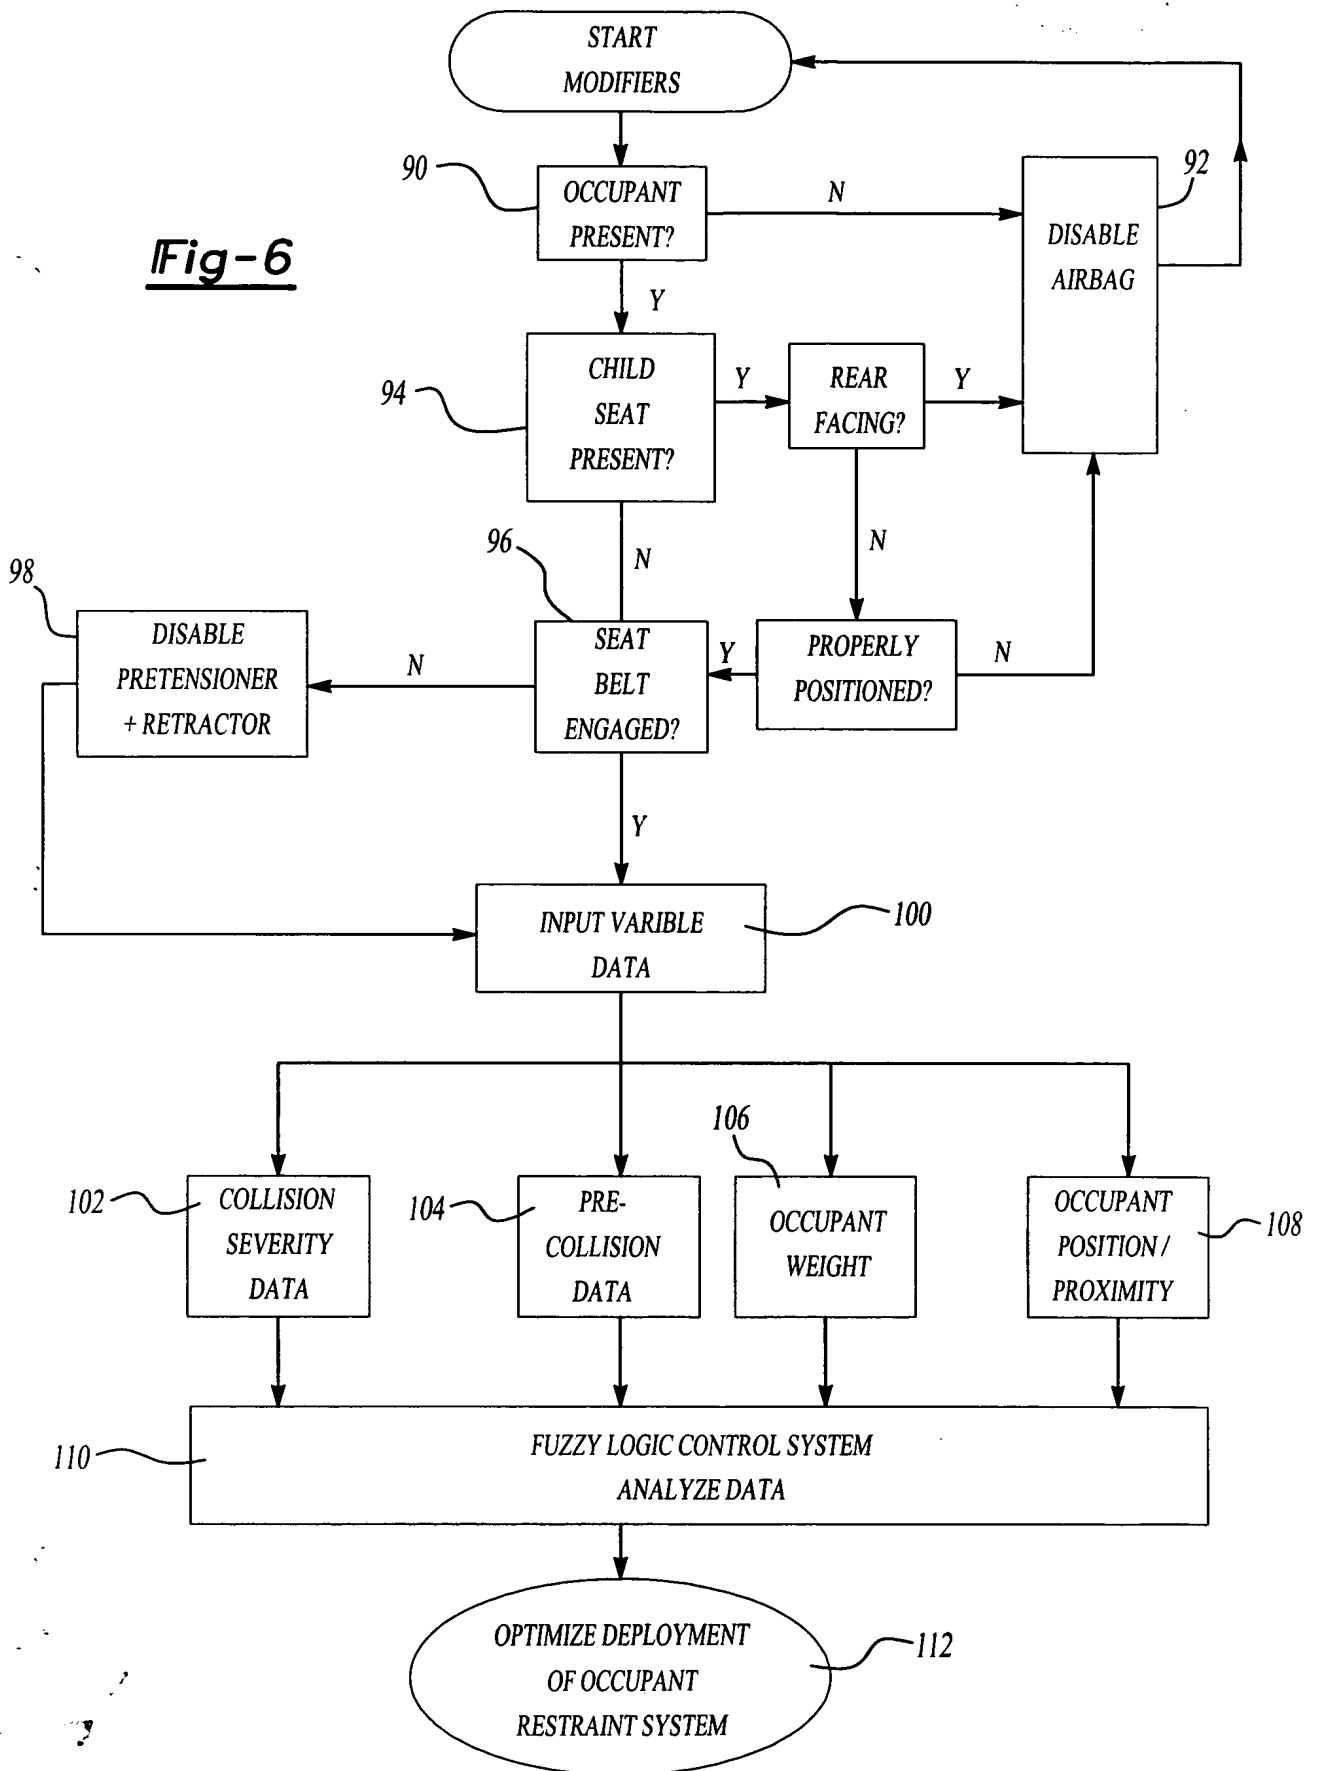 START
MODIFIERS
90
OCCUPANT
PRESENT?
N
92
DISABLE
AIRBAG
Fig-6
Y
94
CHILD
SEAT
PRESENT?
Y
REAR
FACING?
Y
96
N
N
98
DISABLE
PRETENSIONER
+ RETRACTOR
N
SEAT
BELT
ENGAGED?
Y
PROPERLY
POSITIONED?
N
Y
INPUT VARIBLE
DATA
100
102
COLLISION
SEVERITY
DATA
104
PRE-
COLLISION
DATA
106
OCCUPANT
WEIGHT
OCCUPANT
POSITION /
PROXIMITY
108
110
FUZZY LOGIC CONTROL SYSTEM
ANALYZE DATA
OPTIMIZE DEPLOYMENT
OF OCCUPANT
RESTRAINT SYSTEM
112